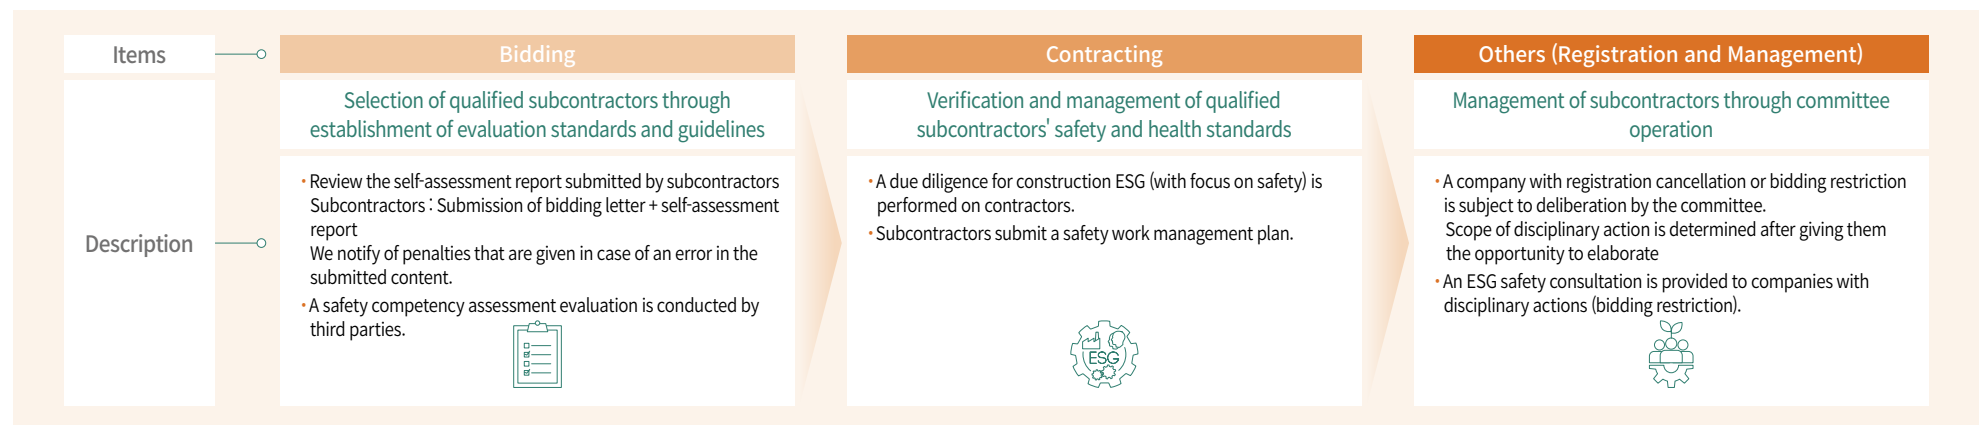 Items
Bidding
Contracting
Others (Registration and Management)
Description
Selection of qualified subcontractors through
establishment of evaluation standards and guidelines
• Review the self-assessment report submitted by subcontractors
Subcontractors : Submission of bidding letter + self-assessment
report
We notify of penalties that are given in case of an error in the
submitted content.
• A safety competency assessment evaluation is conducted by
third parties.
Verification and management of qualified
subcontractors' safety and health standards
• A due diligence for construction ESG (with focus on safety) is
performed on contractors.
• Subcontractors submit a safety work management plan.
ESG
Management of subcontractors through committee
operation
• A company with registration cancellation or bidding restriction
is subject to deliberation by the committee.
Scope of disciplinary action is determined after giving them
the opportunity to elaborate
• An ESG safety consultation is provided to companies with
disciplinary actions (bidding restriction).